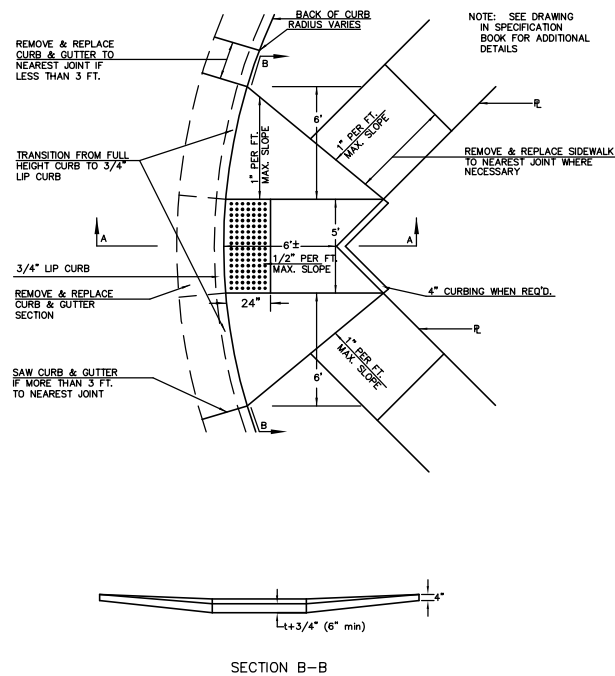 BACK OF CURB
RADIUS VARIES
NOTE: SEE DRAWING
IN SPECIFICATION
BOOK FOR ADDITIONAL
DETAILS
REMOVE & REPLACE
CURB & GUTTER TO
NEAREST JOINT IF
LESS THAN 3 FT.
B
6'
1" PER FT.
MAX. SLOPE
1" PER FT.
MAX. SLOPE
PL
REMOVE & REPLACE SIDEWALK
TO NEAREST JOINT WHERE
NECESSARY
TRANSITION FROM FULL
HEIGHT CURB TO 3/4"
LIP CURB
A
6'±
5'
A
1/2" PER FT.
MAX. SLOPE
3/4" LIP CURB
REMOVE & REPLACE
CURB & GUTTER
SECTION
24"
4" CURBING WHEN REQ'D.
PL
1" PER FT.
MAX. SLOPE
6'
SAW CURB & GUTTER
IF MORE THAN 3 FT.
TO NEAREST JOINT
B
4"
t+3/4" (6" min)
SECTION B-B